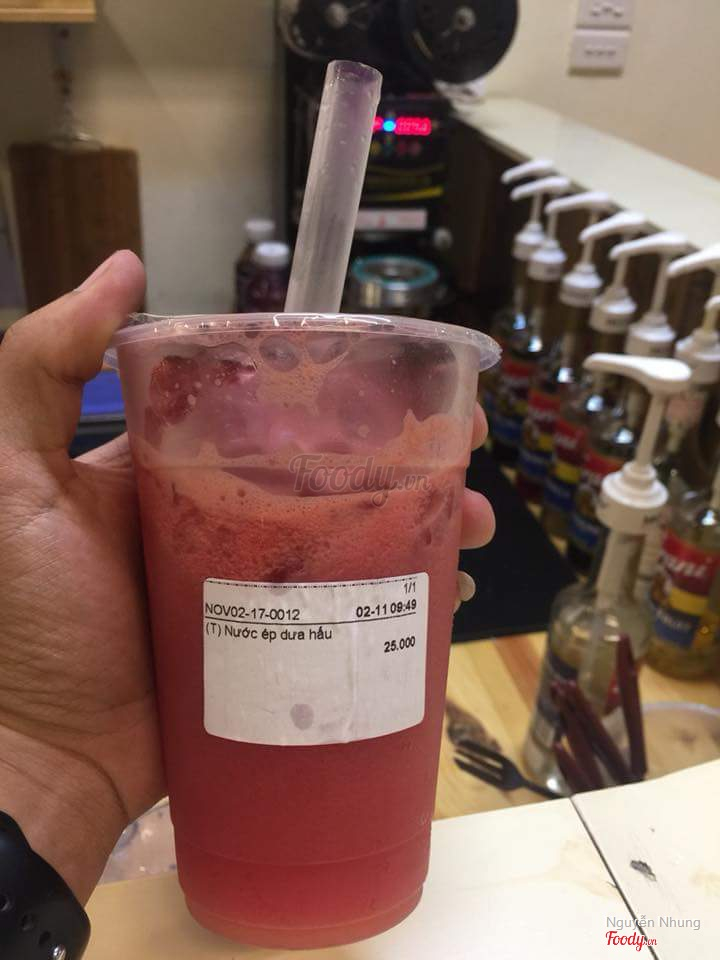 Foody.vn
1/1
NOV02-17-0012 02-11 09:49
(T) Nước ép dưa hấu
25.000
Nguyễn Nhung
Foody.vn